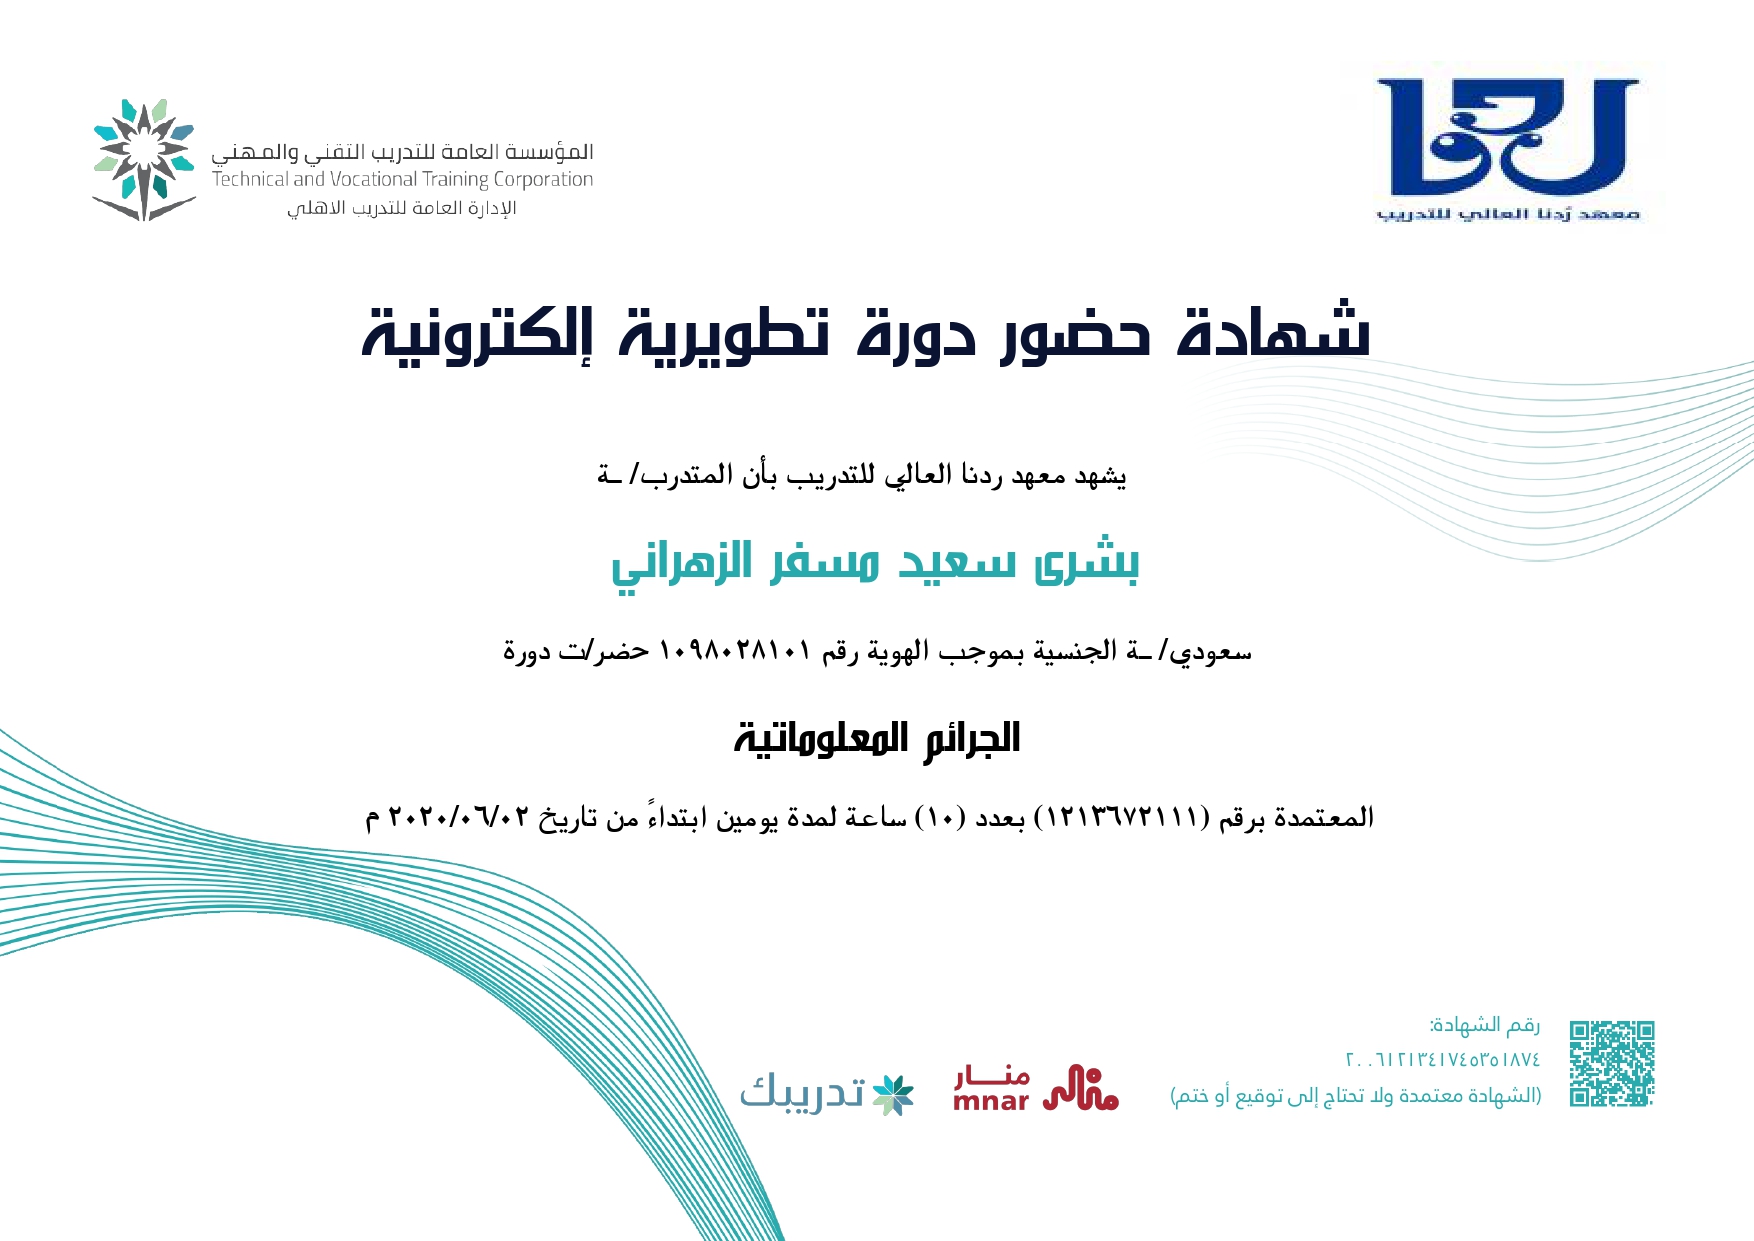 المؤسسة العامة للتدريب التقني والمهني
Technical and Vocational Training Corporation
الإدارة العامة للتدريب الاهلي
ردنا
معهد رُدنا العالي للتدريب
شهادة حضور دورة تطويرية إلكترونية
يشهد معهد ردنا العالي للتدريب بأن المتدرب/ ـة
بشرى سعيد مسفر الزهراني
سعودي/ ـة الجنسية بموجب الهوية رقم ١٠٩٨٠٢٨١٠١ حضر/ت دورة
الجرائم المعلوماتية
المعتمدة برقم (١٢١٣٦٧٢١١١) بعدد (١٠) ساعة لمدة يومين ابتداءً من تاريخ ٢٠٢٠/٠٦/٠٢ م
رقم الشهادة:
٢٠٠٦١٢١٣٤١٧٤٥٣٥١٨٧٤
(الشهادة معتمدة ولا تحتاج إلى توقيع أو ختم)
منار
منار
mnar
تدريبك